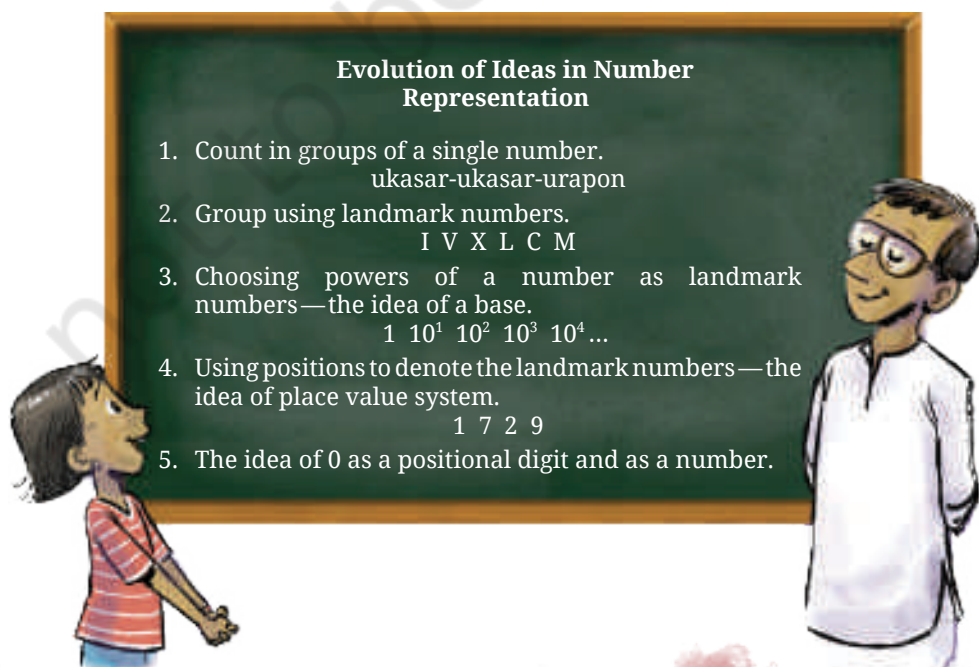 Evolution of Ideas in Number
Representation
1. Count in groups of a single number.
ukasar-ukasar-urapon
2. Group using landmark numbers.
I V X L C M
3. Choosing powers of a number as landmark
numbers—the idea of a base.
1 10¹ 10² 10³ 10⁴ ...
4. Using positions to denote the landmark numbers—the
idea of place value system.
1 7 2 9
5. The idea of 0 as a positional digit and as a number.